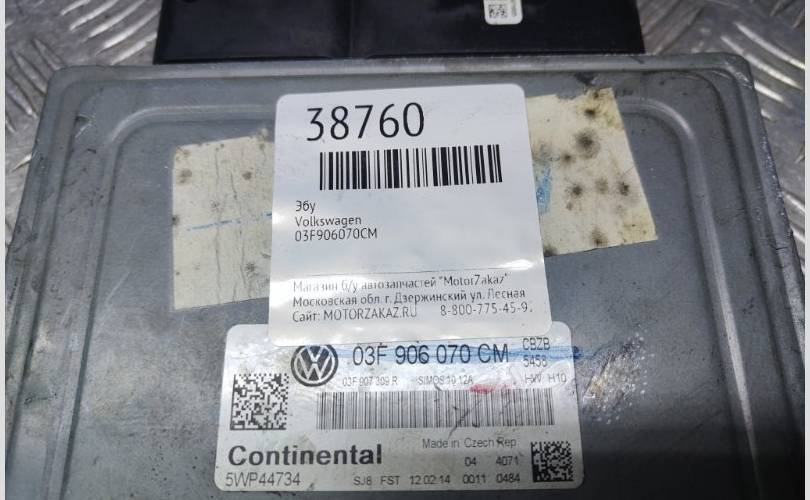 38760
Эбу
Volkswagen
03F906070CM
Магазин б/у автозапчастей "MotorZakaz"
Московская обл. г. Дзержинский ул. Лесная
Сайт: MOTORZAKAZ.RU 8-800-775-45-9
03F 906 070 CM CBZB
5458
03F 907 309 R SIMOS 10.12A HW H10
Made in Czech Rep
Continental 04 4071
5WP44734 SJ8 FST 12.02.14 0011 0484